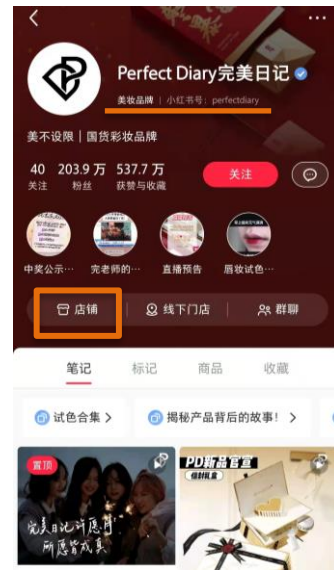 Perfect Diary完美日记
美妆品牌 | 小红书号：perfectdiary
美不设限 | 国货彩妆品牌
40 203.9万 537.7万
关注 粉丝 获赞与收藏
关注
中奖公示… 完老师的… 直播预告 唇妆试色…
店铺 线下门店 群聊
笔记 标记 商品 收藏
试色合集 > 揭秘产品背后的故事！ >
置顶
PD新品官宣
倍鲜礼盒
完美日记许愿月
所愿皆成真